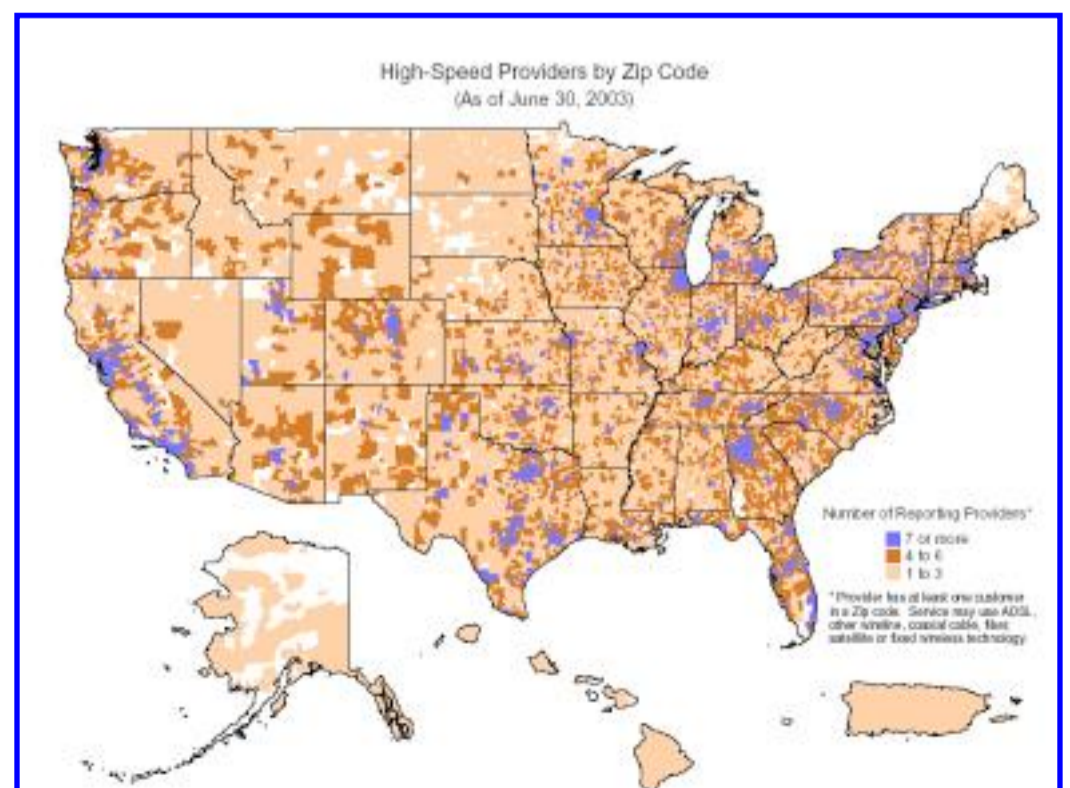 High-Speed Providers by Zip Code
(As of June 30, 2003)
Number of Reporting Providers*
7 or more
4 to 6
1 to 3
* Provider has at least one customer
in a Zip code. Service may use ADSL,
other wireline, coaxial cable, fiber,
satellite or fixed wireless technology.